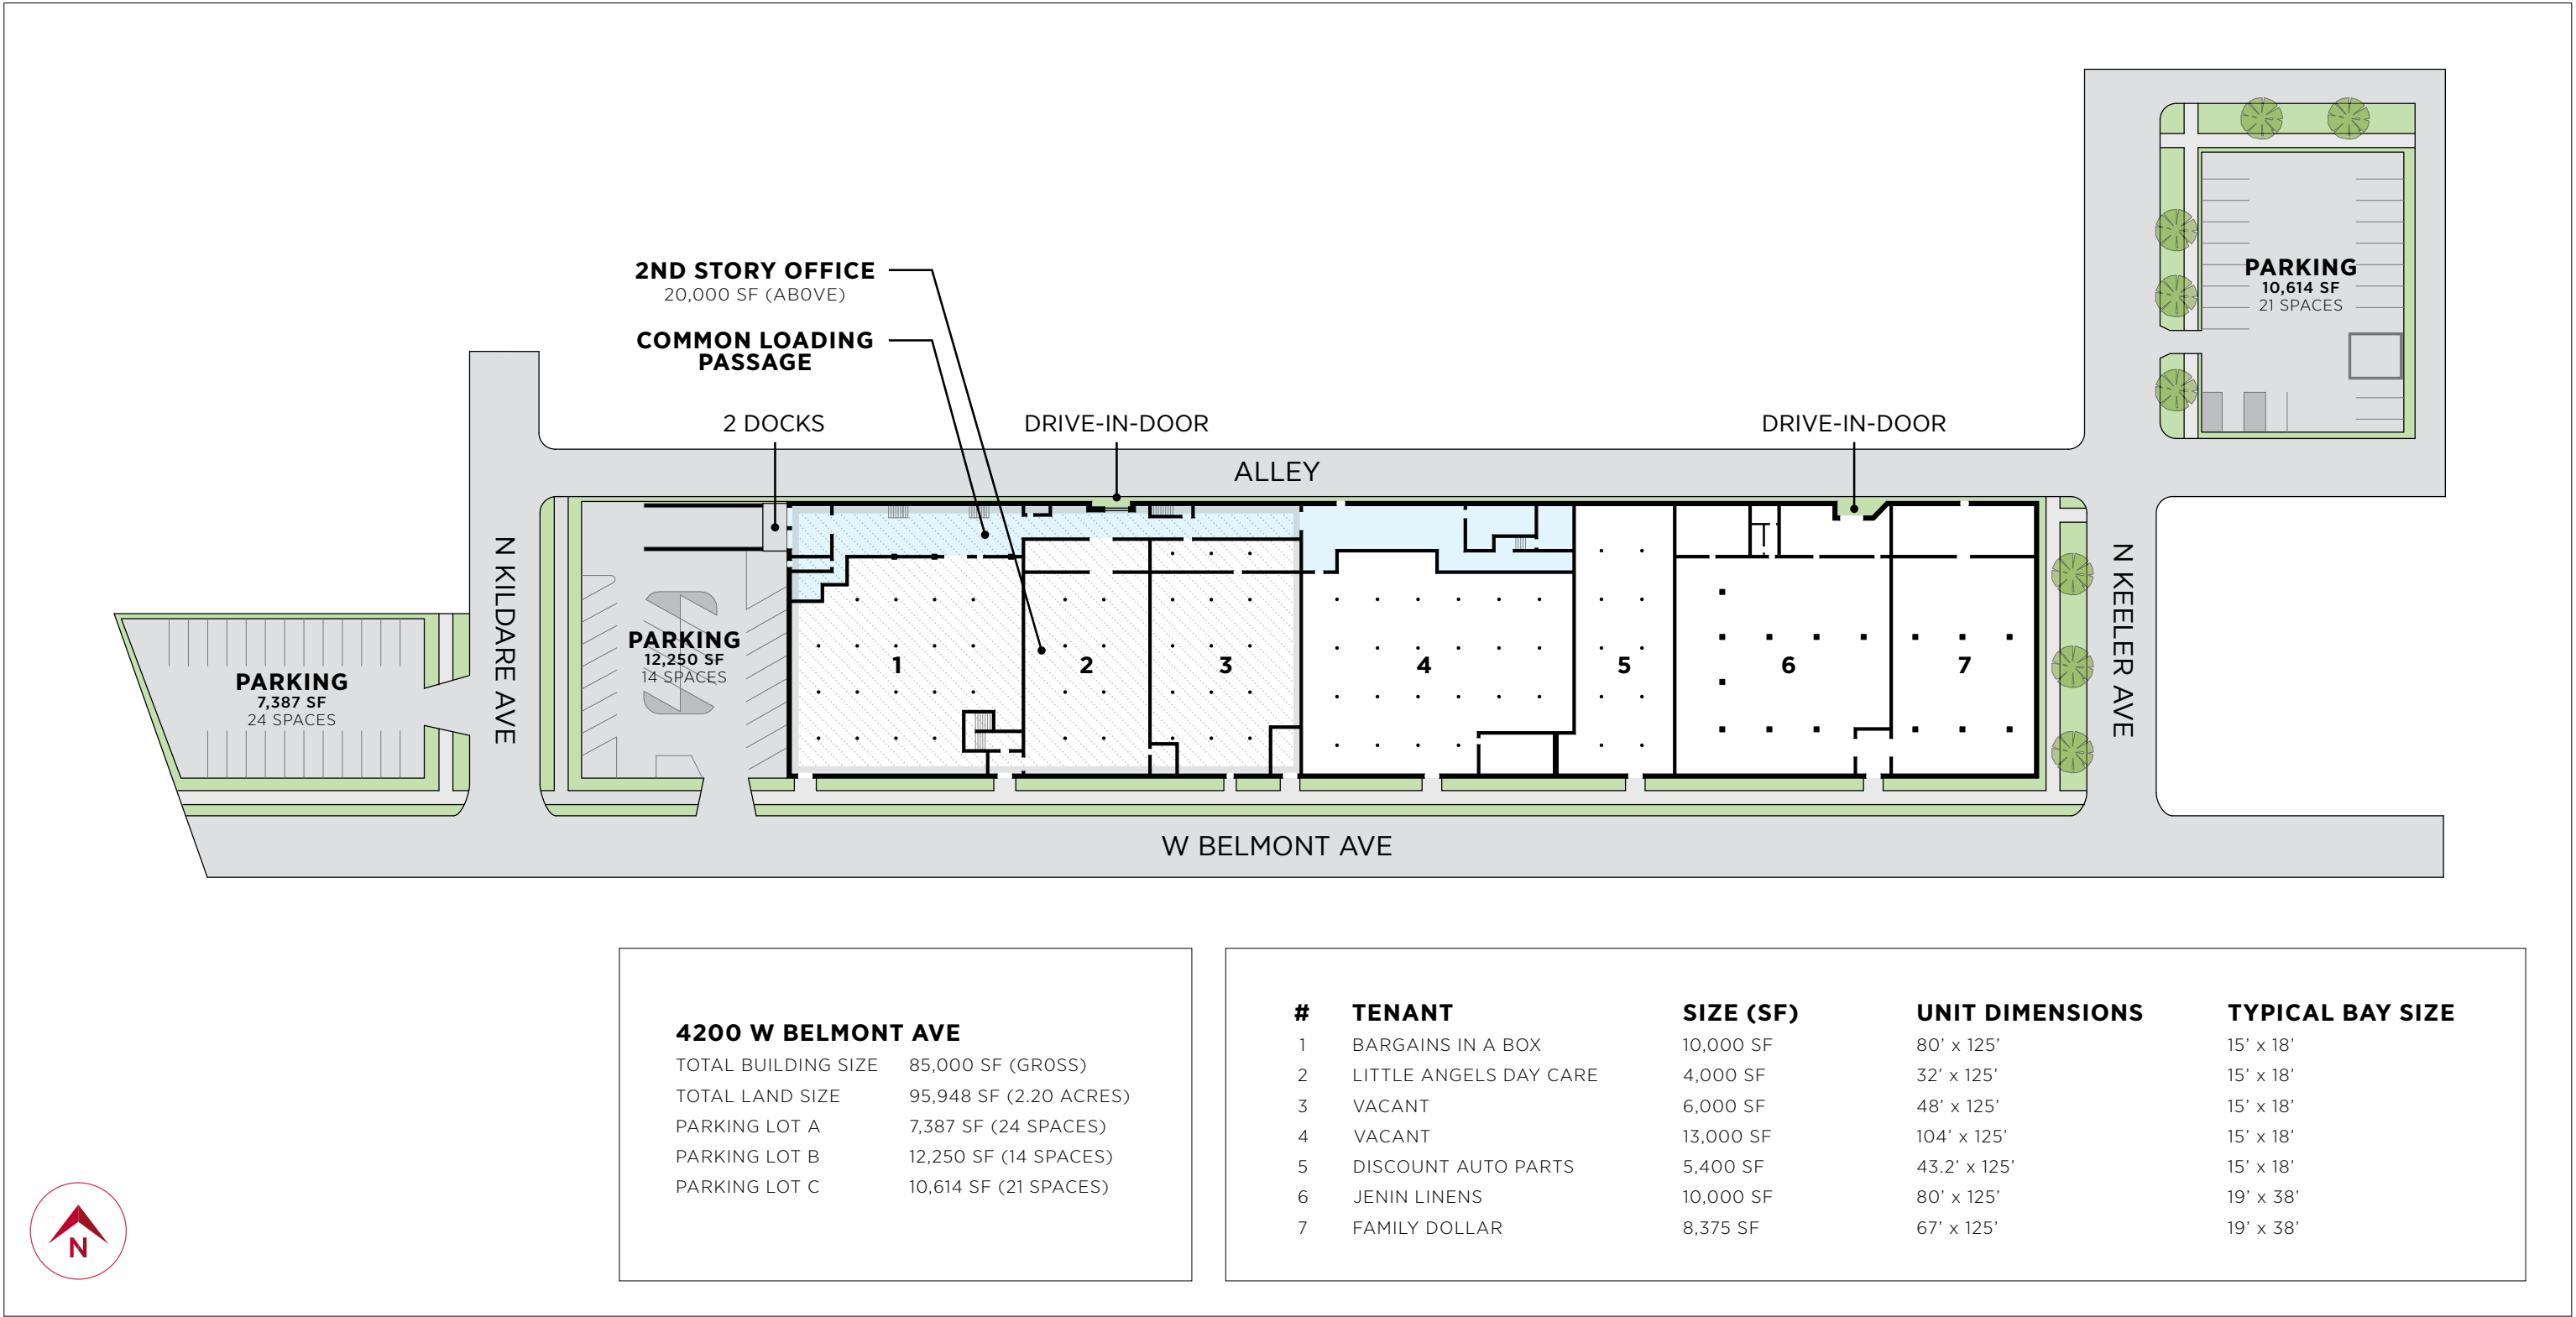 2ND STORY OFFICE
20,000 SF (AB0VE)
COMMON LOADING
PASSAGE
2 DOCKS
DRIVE-IN-DOOR
DRIVE-IN-DOOR
ALLEY
PARKING
10,614 SF
21 SPACES
N KILDARE AVE
N KEELER AVE
PARKING
12,250 SF
14 SPACES
PARKING
7,387 SF
24 SPACES
1
2
3
4
5
6
7
W BELMONT AVE
4200 W BELMONT AVE
TOTAL BUILDING SIZE 85,000 SF (GR0SS)
TOTAL LAND SIZE 95,948 SF (2.20 ACRES)
PARKING LOT A 7,387 SF (24 SPACES)
PARKING LOT B 12,250 SF (14 SPACES)
PARKING LOT C 10,614 SF (21 SPACES)
# TENANT SIZE (SF) UNIT DIMENSIONS TYPICAL BAY SIZE
1 BARGAINS IN A BOX 10,000 SF 80’ x 125’ 15’ x 18’
2 LITTLE ANGELS DAY CARE 4,000 SF 32’ x 125’ 15’ x 18’
3 VACANT 6,000 SF 48’ x 125’ 15’ x 18’
4 VACANT 13,000 SF 104’ x 125’ 15’ x 18’
5 DISCOUNT AUTO PARTS 5,400 SF 43.2’ x 125’ 15’ x 18’
6 JENIN LINENS 10,000 SF 80’ x 125’ 19’ x 38’
7 FAMILY DOLLAR 8,375 SF 67’ x 125’ 19’ x 38’
N